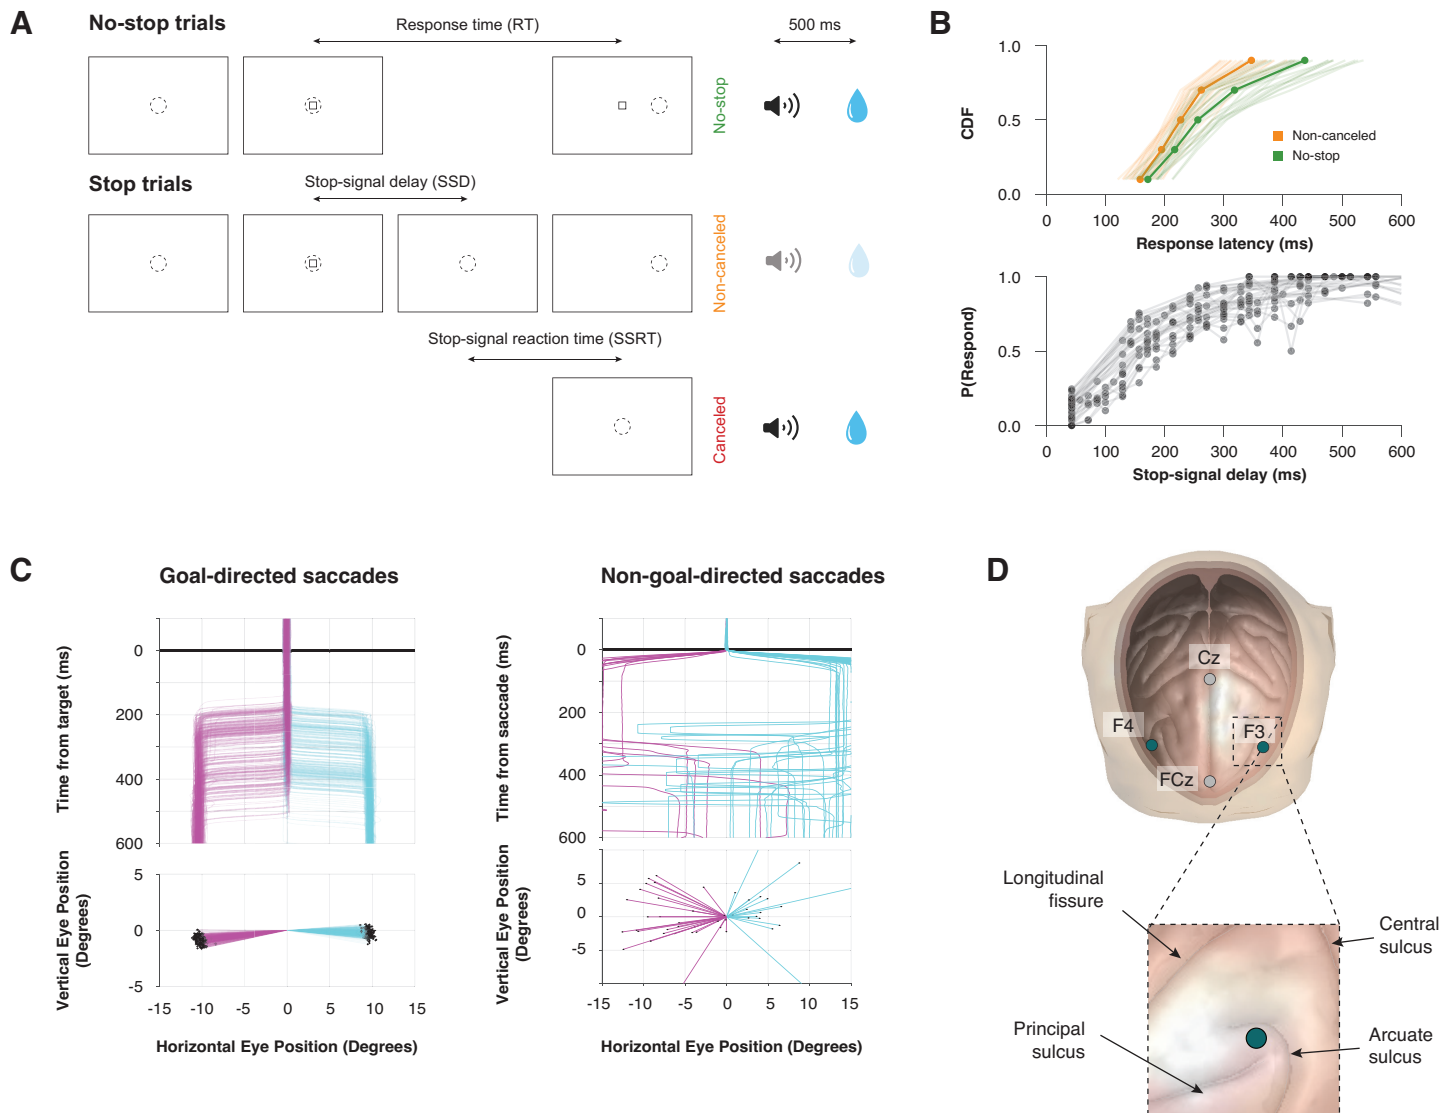 A
No-stop trials
Response time (RT)
500 ms
No-stop
Stop trials
Stop-signal delay (SSD)
Non-canceled
Stop-signal reaction time (SSRT)
Canceled
B
1.0
0.5
0.0
CDF
Non-canceled
No-stop
0 100 200 300 400 500 600
Response latency (ms)
1.0
0.5
0.0
P(Respond)
0 100 200 300 400 500 600
Stop-signal delay (ms)
C
Goal-directed saccades
Time from target (ms)
0
200
400
600
Vertical Eye Position
(Degrees)
5
0
-5
-15 -10 -5 0 5 10 15
Horizontal Eye Position (Degrees)
Non-goal-directed saccades
Time from saccade (ms)
0
200
400
600
Vertical Eye Position
(Degrees)
5
0
-5
-15 -10 -5 0 5 10 15
Horizontal Eye Position (Degrees)
D
Cz
F4
F3
FCz
Longitudinal
fissure
Central
sulcus
Principal
sulcus
Arcuate
sulcus